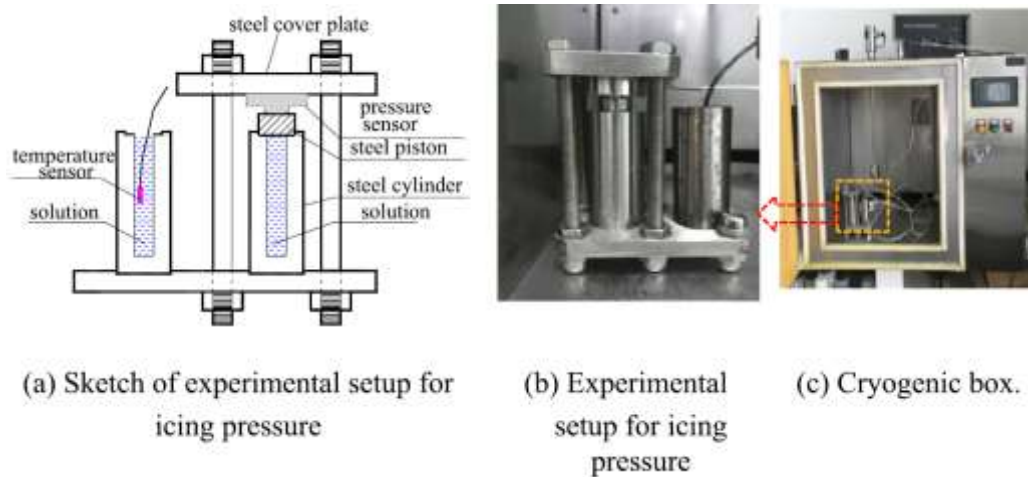 steel cover plate
pressure
sensor
steel piston
temperature
sensor
steel cylinder
solution
solution
(a) Sketch of experimental setup for
icing pressure
(b) Experimental
setup for icing
pressure
(c) Cryogenic box.